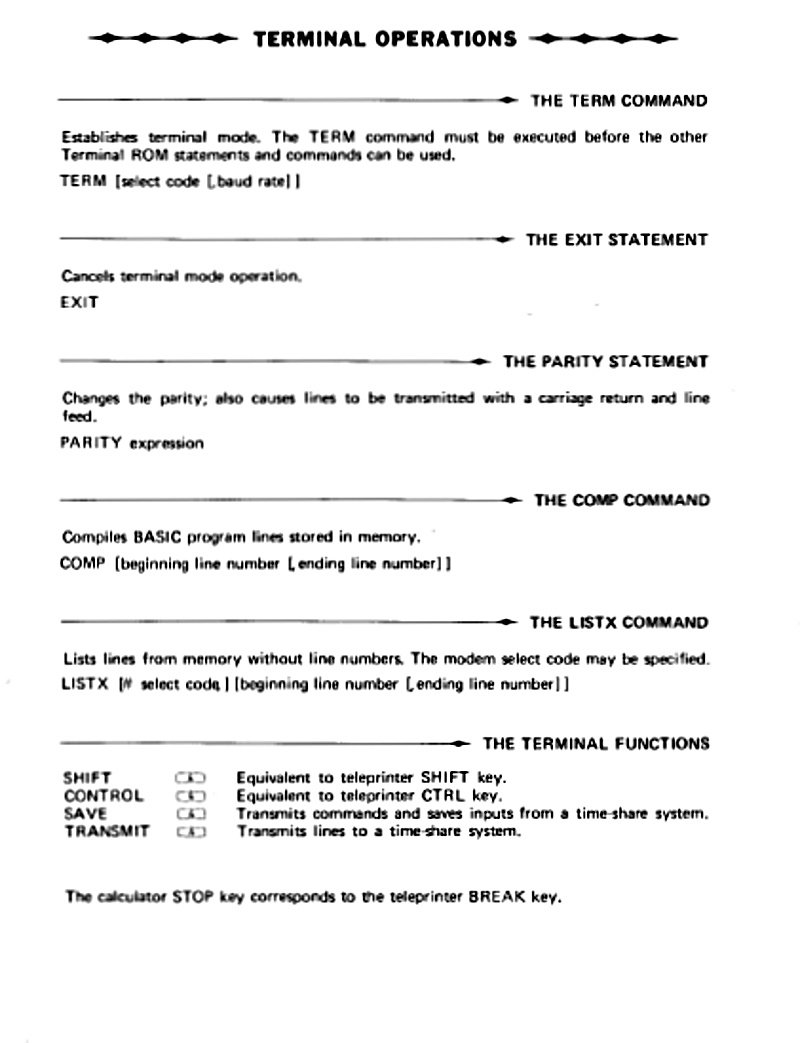 TERMINAL OPERATIONS
THE TERM COMMAND
Establishes terminal mode. The TERM command must be executed before the other
Terminal ROM statements and commands can be used.
TERM [select code [,baud rate] ]
THE EXIT STATEMENT
Cancels terminal mode operation.
EXIT
THE PARITY STATEMENT
Changes the parity; also causes lines to be transmitted with a carriage return and line
feed.
PARITY expression
THE COMP COMMAND
Compiles BASIC program lines stored in memory.
COMP [beginning line number [,ending line number] ]
THE LISTX COMMAND
Lists lines from memory without line numbers. The modem select code may be specified.
LISTX [# select code,] [beginning line number [,ending line number] ]
THE TERMINAL FUNCTIONS
SHIFT Equivalent to teleprinter SHIFT key.
CONTROL Equivalent to teleprinter CTRL key.
SAVE Transmits commands and saves inputs from a time-share system.
TRANSMIT Transmits lines to a time-share system.
The calculator STOP key corresponds to the teleprinter BREAK key.